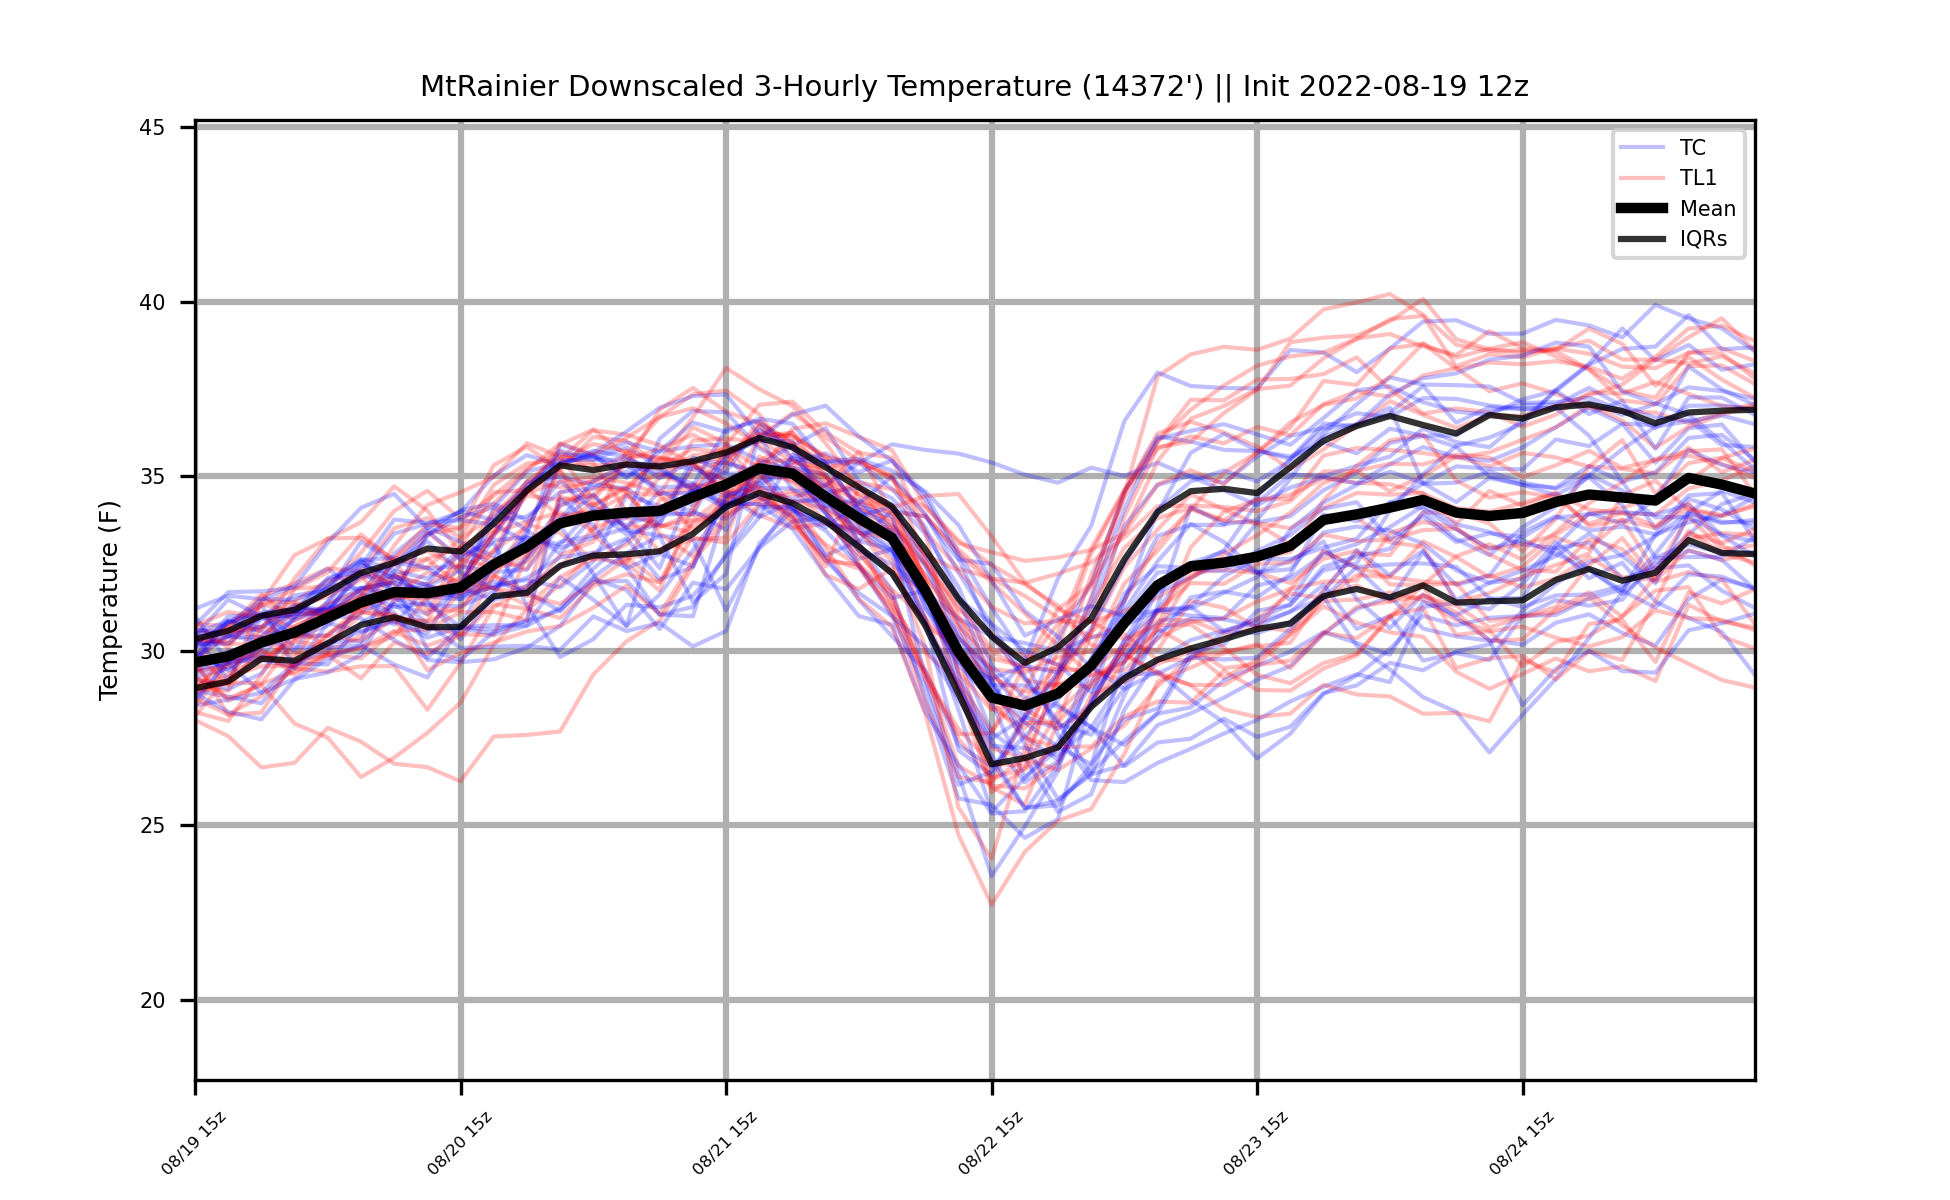 MtRainier Downscaled 3-Hourly Temperature (14372') || Init 2022-08-19 12z
45
40
35
30
25
20
Temperature (F)
TC
TL1
Mean
IQRs
08/19 15z
08/20 15z
08/21 15z
08/22 15z
08/23 15z
08/24 15z